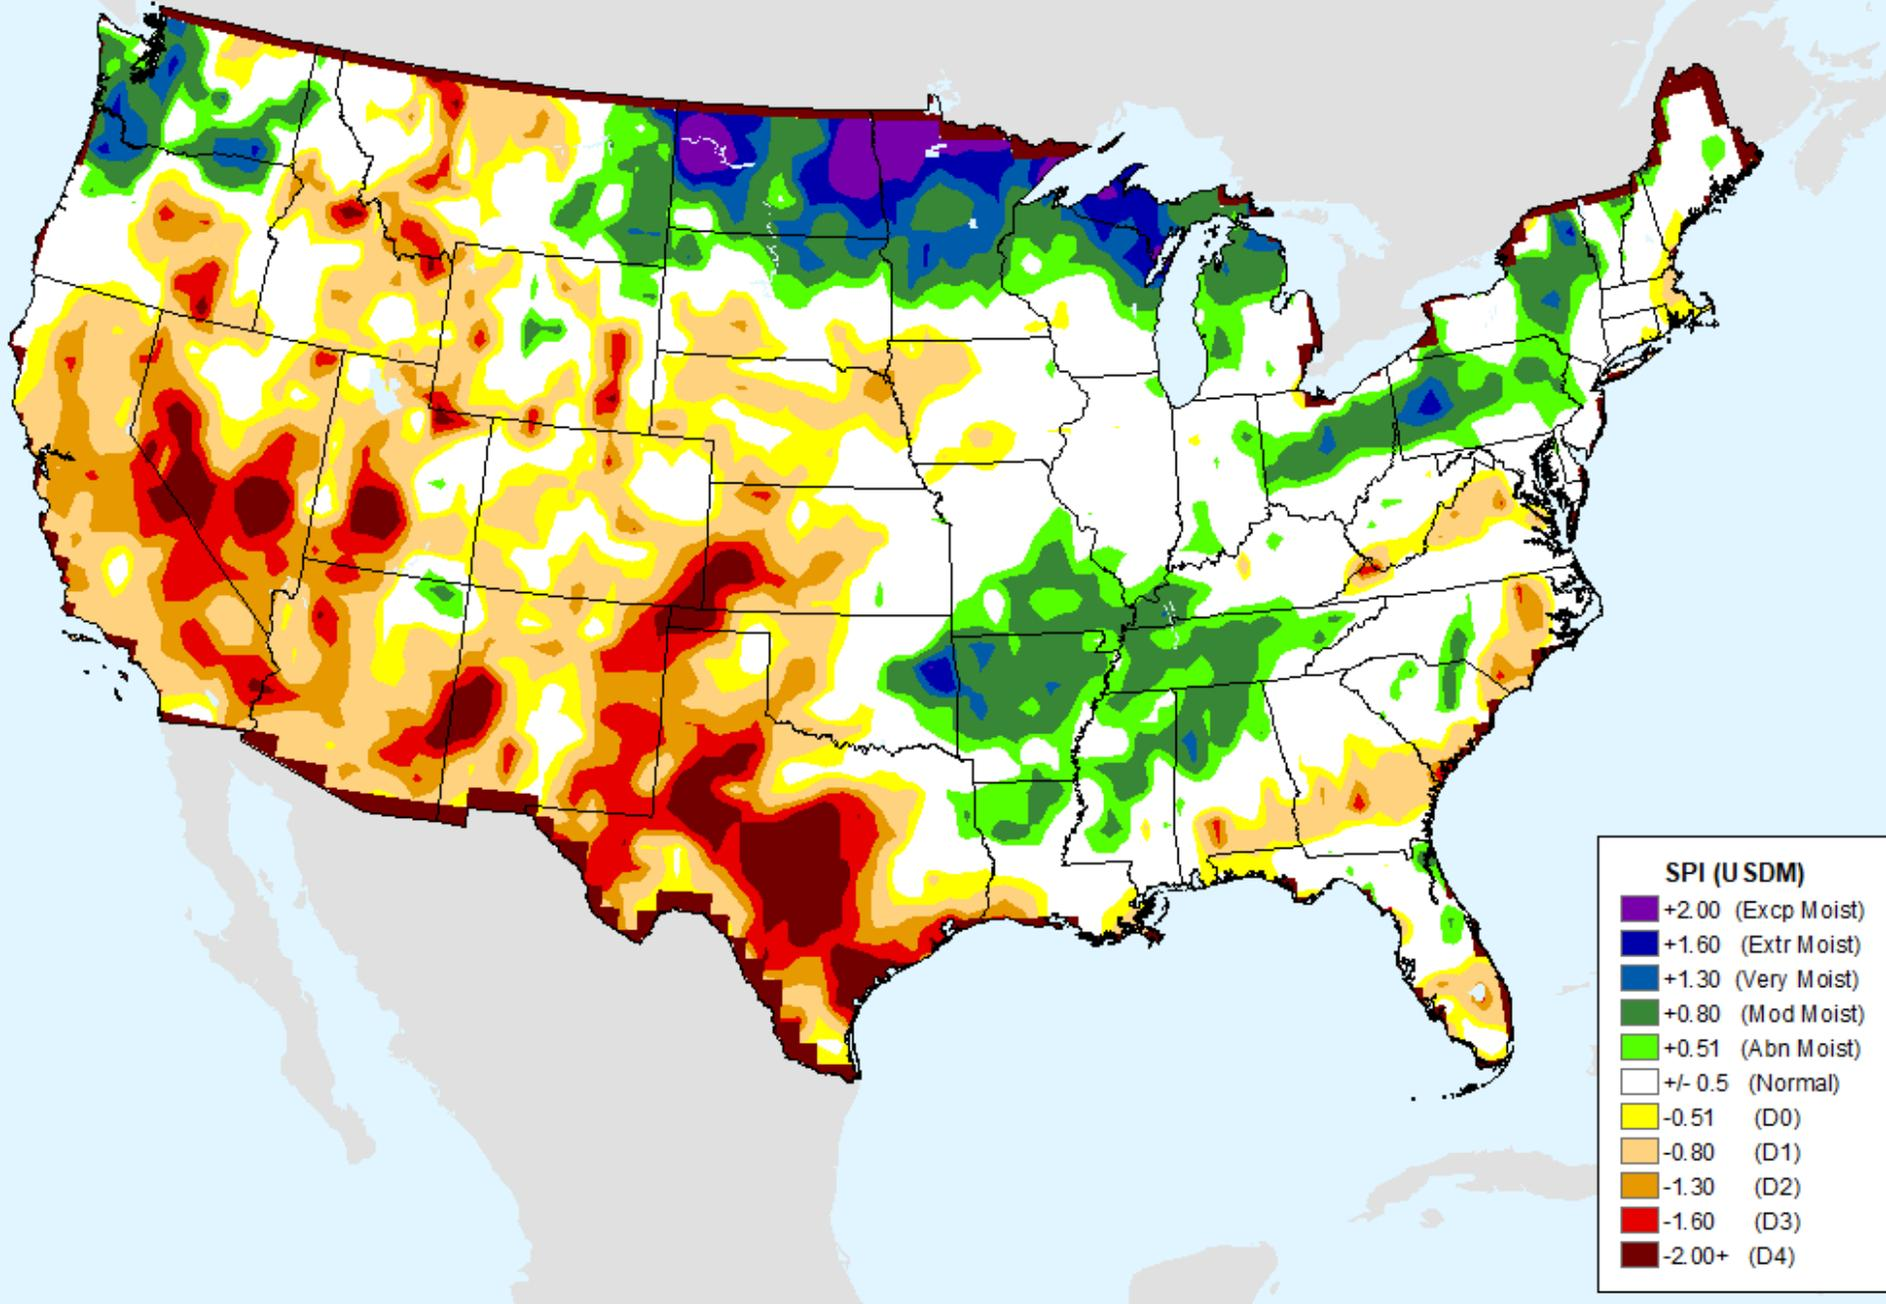 SPI (USDM)
+2.00 (Excp Moist)
+1.60 (Extr Moist)
+1.30 (Very Moist)
+0.80 (Mod Moist)
+0.51 (Abn Moist)
+/- 0.5 (Normal)
-0.51 (D0)
-0.80 (D1)
-1.30 (D2)
-1.60 (D3)
-2.00+ (D4)